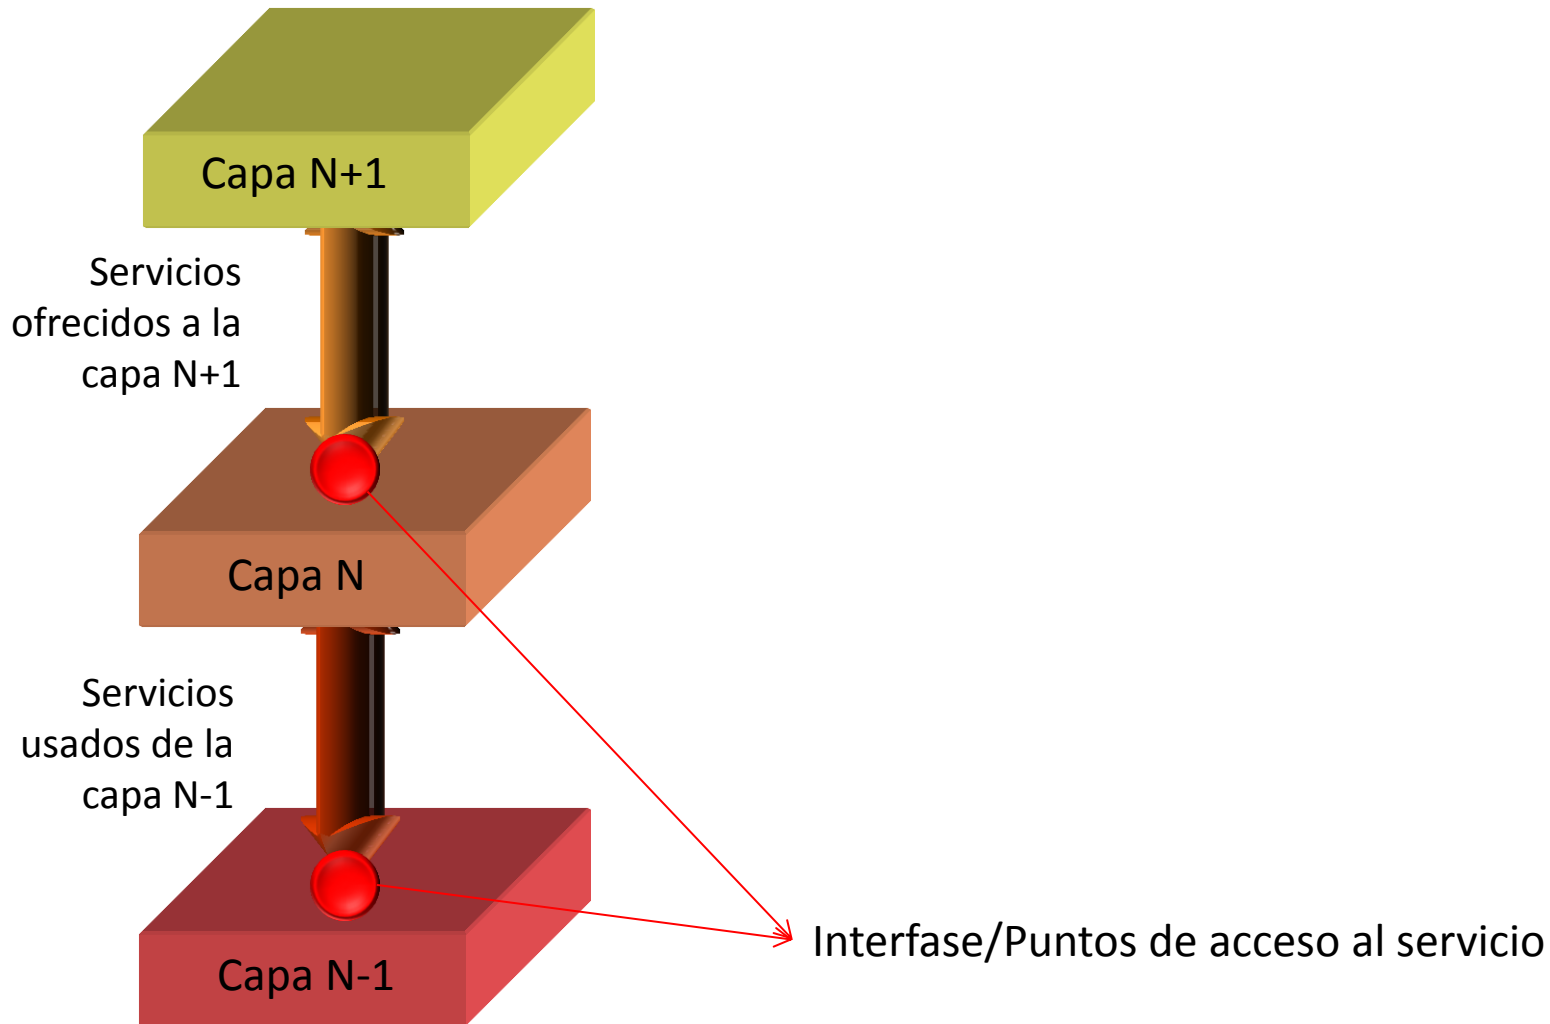 Capa N+1
Servicios
ofrecidos a la
capa N+1
Capa N
Servicios
usados de la
capa N-1
Interfase/Puntos de acceso al servicio
Capa N-1